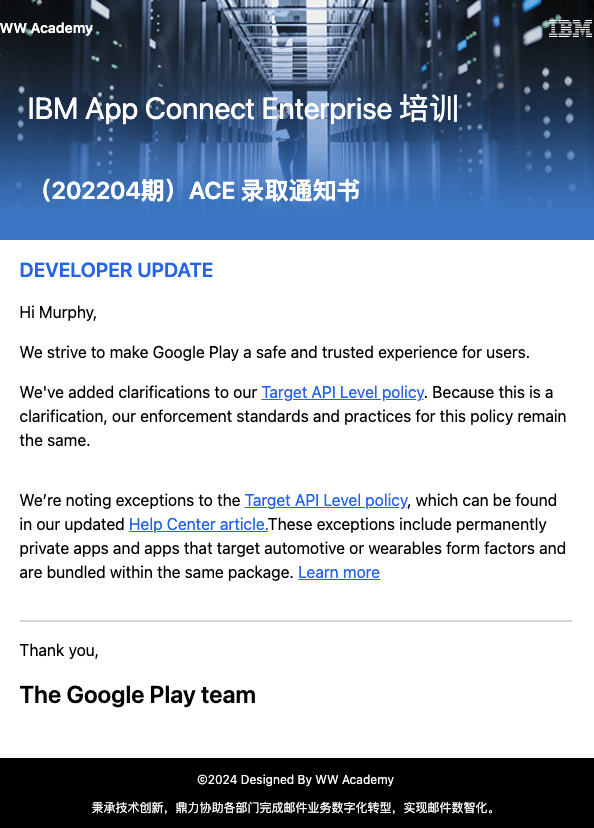 WW Academy
IBM
IBM App Connect Enterprise 培训
（202204期）ACE 录取通知书
DEVELOPER UPDATE
Hi Murphy,
We strive to make Google Play a safe and trusted experience for users.
We've added clarifications to our Target API Level policy. Because this is a
clarification, our enforcement standards and practices for this policy remain
the same.
We’re noting exceptions to the Target API Level policy, which can be found
in our updated Help Center article.These exceptions include permanently
private apps and apps that target automotive or wearables form factors and
are bundled within the same package. Learn more
Thank you,
The Google Play team
©2024 Designed By WW Academy
秉承技术创新，鼎力协助各部门完成邮件业务数字化转型，实现邮件数智化。